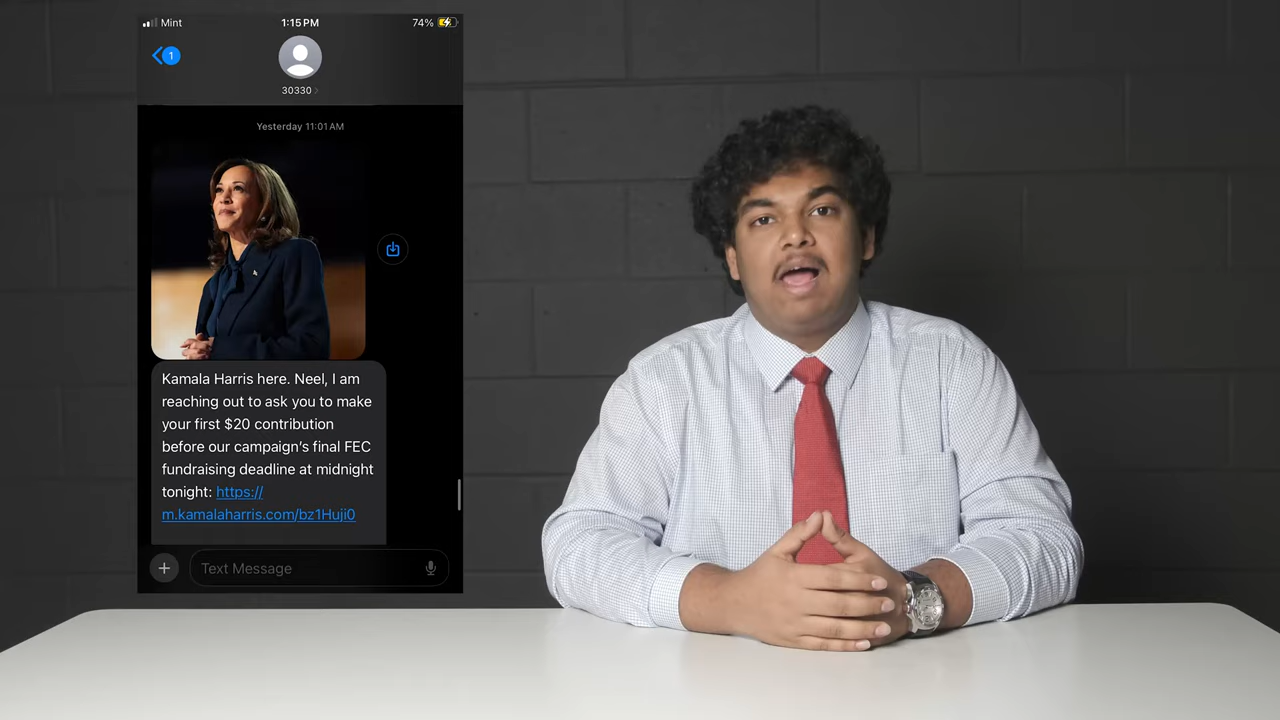 Mint 1:15 PM 74%
1
30330
Yesterday 11:01 AM
Kamala Harris here. Neel, I am
reaching out to ask you to make
your first $20 contribution
before our campaign's final FEC
fundraising deadline at midnight
tonight: https://
m.kamalaharris.com/bz1Huji0
Text Message